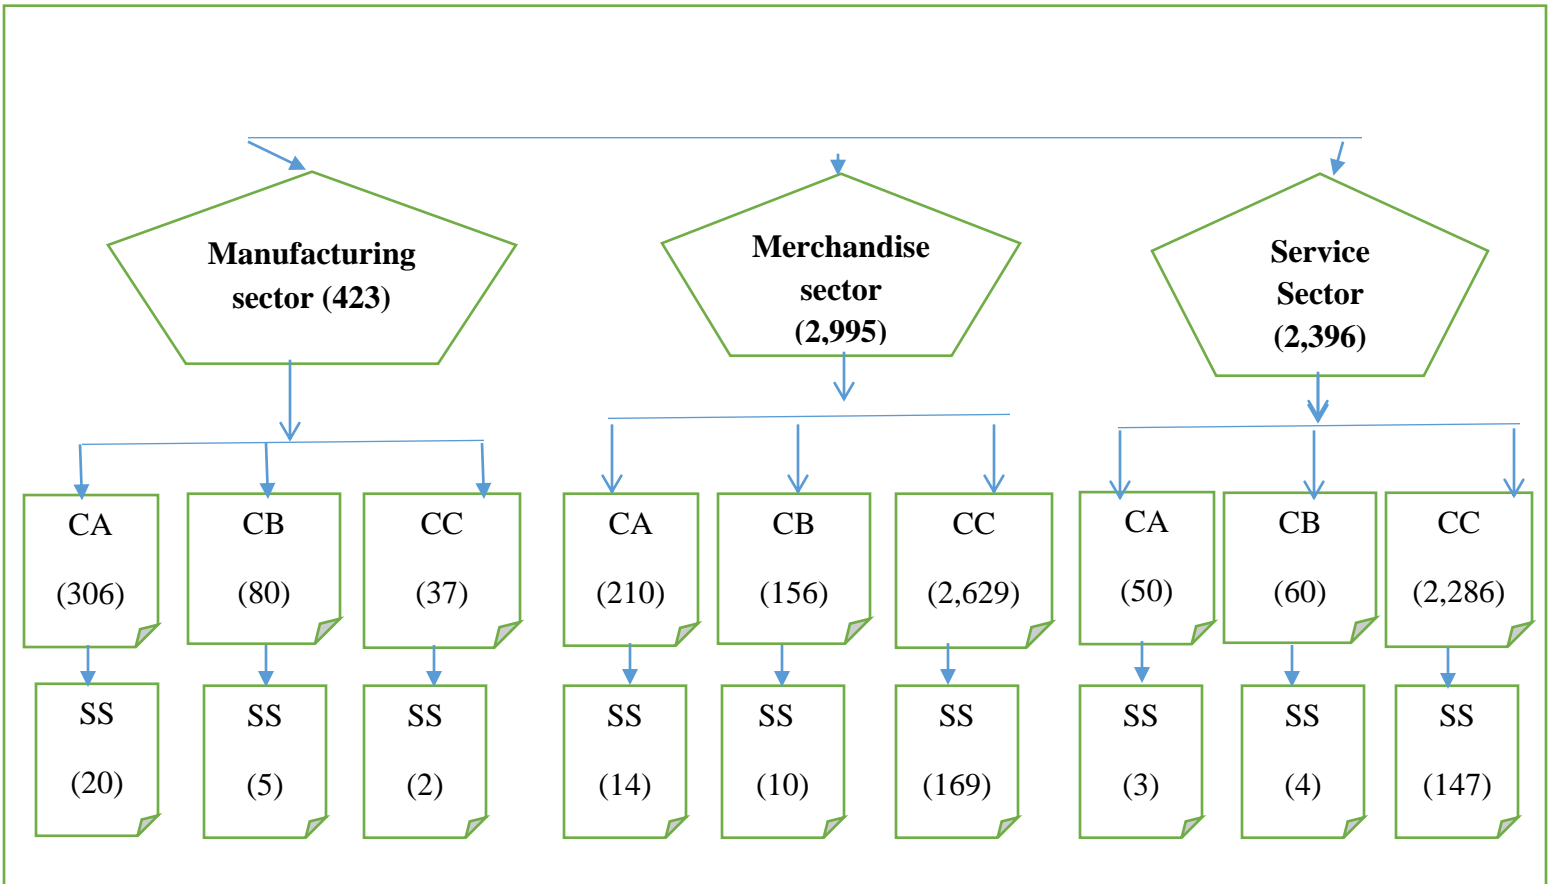 Manufacturing
sector (423)
Merchandise
sector
(2,995)
Service
Sector
(2,396)
CA
(306)
CB
(80)
CC
(37)
CA
(210)
CB
(156)
CC
(2,629)
CA
(50)
CB
(60)
CC
(2,286)
SS
(20)
SS
(5)
SS
(2)
SS
(14)
SS
(10)
SS
(169)
SS
(3)
SS
(4)
SS
(147)